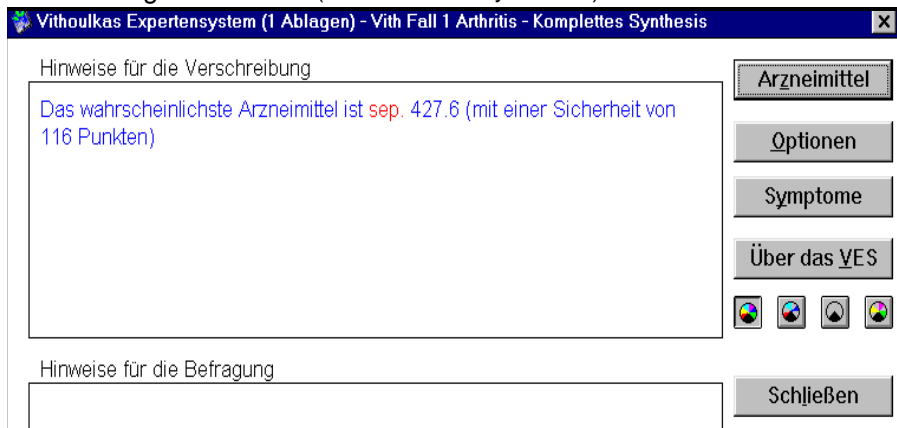 Vithoulkas Expertensystem (1 Ablagen) - Vith Fall 1 Arthritis - Komplettes Synthesis
Hinweise für die Verschreibung
Arzneimittel
Das wahrscheinlichste Arzneimittel ist sep. 427.6 (mit einer Sicherheit von
116 Punkten)
Optionen
Symptome
Über das VES
Hinweise für die Befragung
Schließen